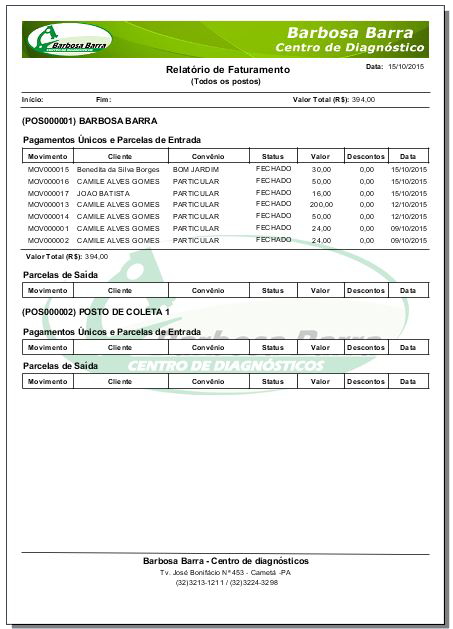 Barbosa Barra
CENTRO DE DIAGNÓSTICOS
Barbosa Barra
Centro de Diagnóstico
Relatório de Faturamento
(Todos os postos)
Data: 15/10/2015
Início: Fim: Valor Total (R$): 394,00
(POS000001) BARBOSA BARRA
Pagamentos Únicos e Parcelas de Entrada
Movimento Cliente Convênio Status Valor Descontos Data
MOV000015 Benedita da Silva Borges BOM JARDIM FECHADO 30,00 0,00 15/10/2015
MOV000016 CAMILE ALVES GOMES PARTICULAR FECHADO 50,00 0,00 15/10/2015
MOV000017 JOAO BATISTA PARTICULAR FECHADO 16,00 0,00 15/10/2015
MOV000013 CAMILE ALVES GOMES PARTICULAR FECHADO 200,00 0,00 12/10/2015
MOV000014 CAMILE ALVES GOMES PARTICULAR FECHADO 50,00 0,00 12/10/2015
MOV000001 CAMILE ALVES GOMES PARTICULAR FECHADO 24,00 0,00 09/10/2015
MOV000002 CAMILE ALVES GOMES PARTICULAR FECHADO 24,00 0,00 09/10/2015
Valor Total (R$): 394,00
Parcelas de Saída
Movimento Cliente Convênio Status Valor Descontos Data
(POS000002) POSTO DE COLETA 1
Pagamentos Únicos e Parcelas de Entrada
Movimento Cliente Convênio Status Valor Descontos Data
Barbosa Barra
CENTRO DE DIAGNÓSTICOS
Parcelas de Saída
Movimento Cliente Convênio Status Valor Descontos Data
Barbosa Barra - Centro de diagnósticos
Tv. José Bonifácio Nº 453 - Cametá -PA
(32)3213-1211 / (32)3224-3298